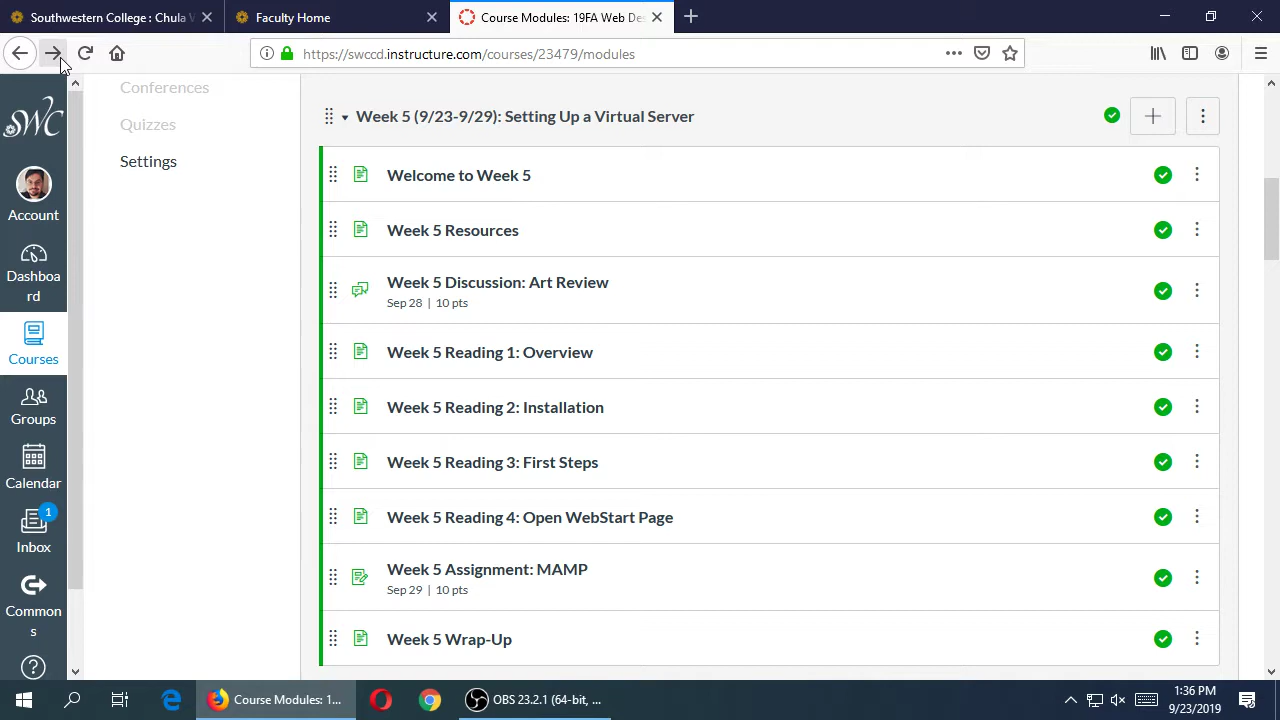 Southwestern College : Chula V
Faculty Home
Course Modules: 19FA Web Des
https://swccd.instructure.com/courses/23479/modules
SWC
Account
Dashboa
rd
Courses
Groups
Calendar
1
Inbox
Common
s
Conferences
Quizzes
Settings
Week 5 (9/23-9/29): Setting Up a Virtual Server
Welcome to Week 5
Week 5 Resources
Week 5 Discussion: Art Review
Sep 28 | 10 pts
Week 5 Reading 1: Overview
Week 5 Reading 2: Installation
Week 5 Reading 3: First Steps
Week 5 Reading 4: Open WebStart Page
Week 5 Assignment: MAMP
Sep 29 | 10 pts
Week 5 Wrap-Up
Course Modules: 1...
OBS 23.2.1 (64-bit, ...
1:36 PM
9/23/2019